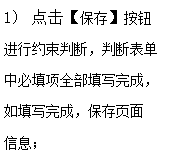 1） 点击【保存】按钮
进行约束判断，判断表单
中必填项全部填写完成，
如填写完成，保存页面
信息；